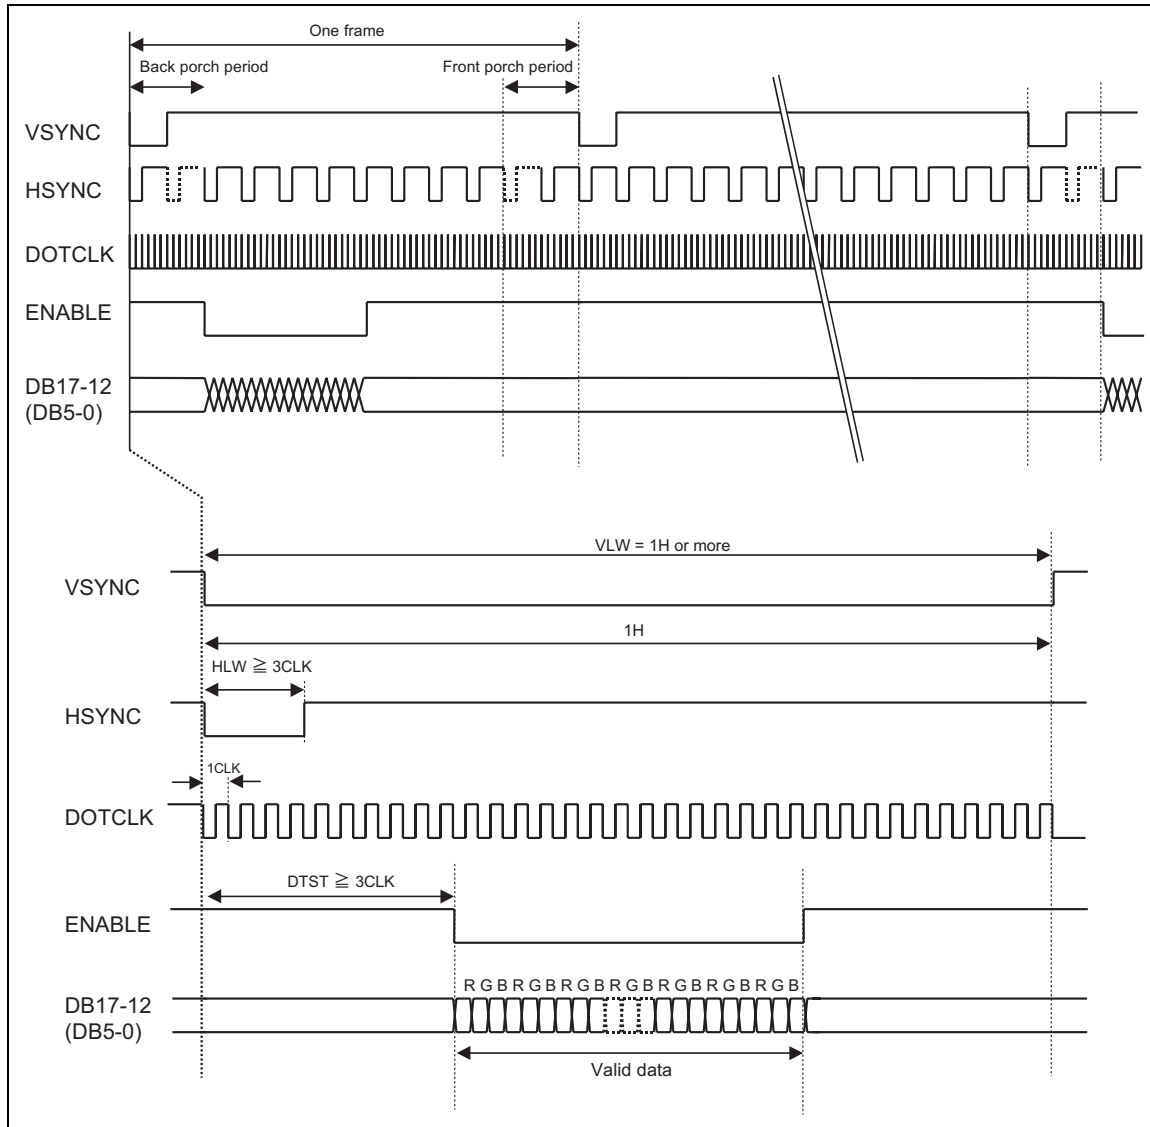 One frame
Back porch period
Front porch period
VSYNC
HSYNC
DOTCLK
ENABLE
DB17-12
(DB5-0)
VLW = 1H or more
VSYNC
1H
HLW ≧ 3CLK
HSYNC
1CLK
DOTCLK
DTST ≧ 3CLK
ENABLE
R G B R G B R G B R G B R G B R G B R G B
DB17-12
(DB5-0)
Valid data